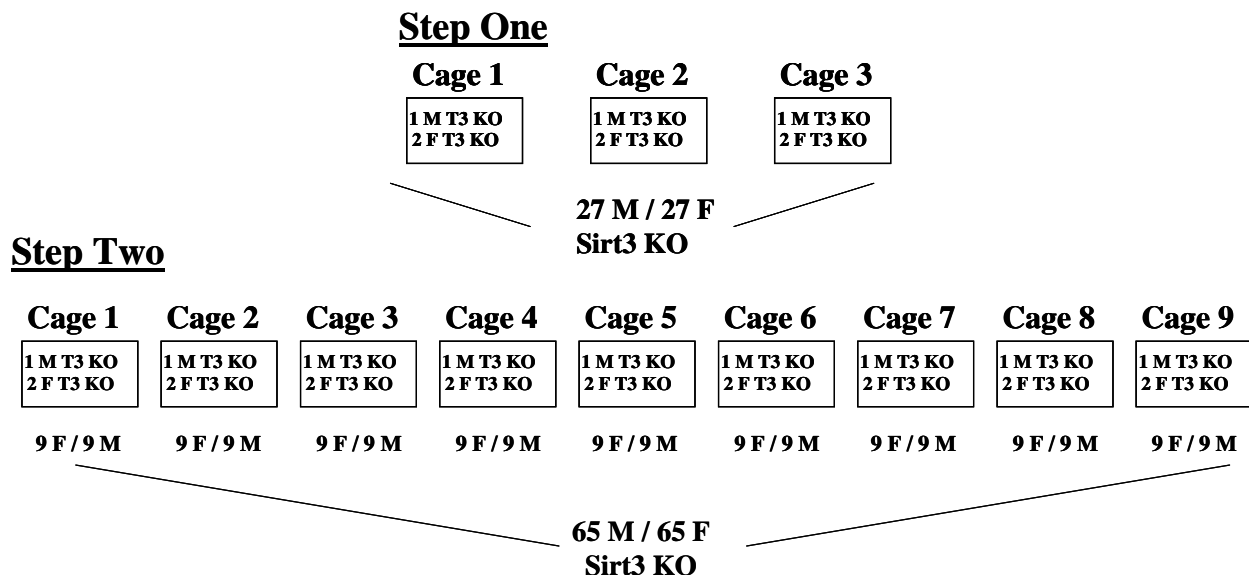 Step One
Cage 1 Cage 2 Cage 3
1 M T3 KO 1 M T3 KO 1 M T3 KO
2 F T3 KO 2 F T3 KO 2 F T3 KO
27 M / 27 F
Sirt3 KO
Step Two
Cage 1 Cage 2 Cage 3 Cage 4 Cage 5 Cage 6 Cage 7 Cage 8 Cage 9
1 M T3 KO 1 M T3 KO 1 M T3 KO 1 M T3 KO 1 M T3 KO 1 M T3 KO 1 M T3 KO 1 M T3 KO 1 M T3 KO
2 F T3 KO 2 F T3 KO 2 F T3 KO 2 F T3 KO 2 F T3 KO 2 F T3 KO 2 F T3 KO 2 F T3 KO 2 F T3 KO
9 F / 9 M 9 F / 9 M 9 F / 9 M 9 F / 9 M 9 F / 9 M 9 F / 9 M 9 F / 9 M 9 F / 9 M 9 F / 9 M
65 M / 65 F
Sirt3 KO